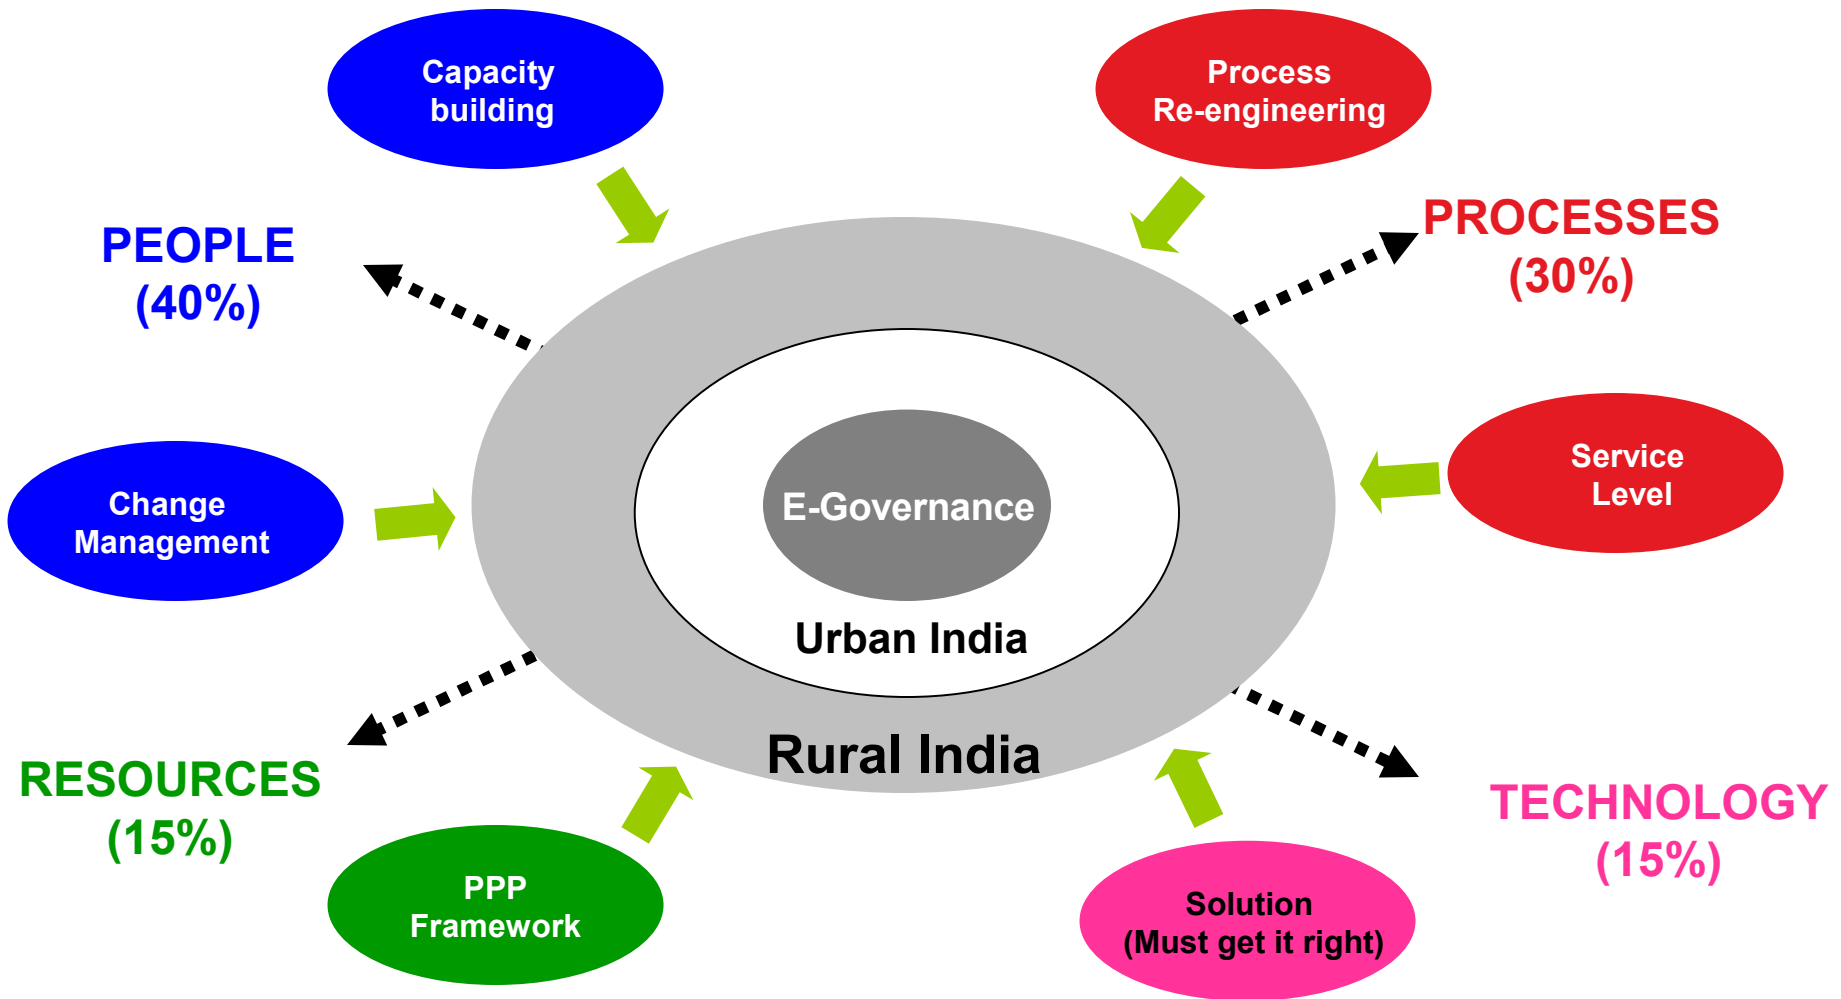 Capacity
building
Process
Re-engineering
PEOPLE
(40%)
PROCESSES
(30%)
Change
Management
E-Governance
Service
Level
Urban India
Rural India
RESOURCES
(15%)
TECHNOLOGY
(15%)
PPP
Framework
Solution
(Must get it right)